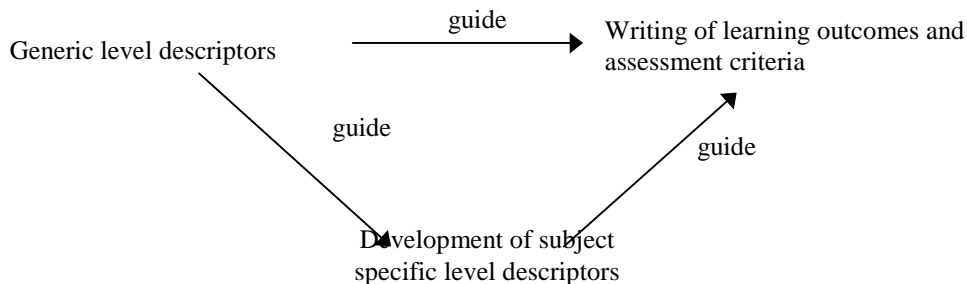 guide
Generic level descriptors
Writing of learning outcomes and
assessment criteria
guide
guide
Development of subject
specific level descriptors